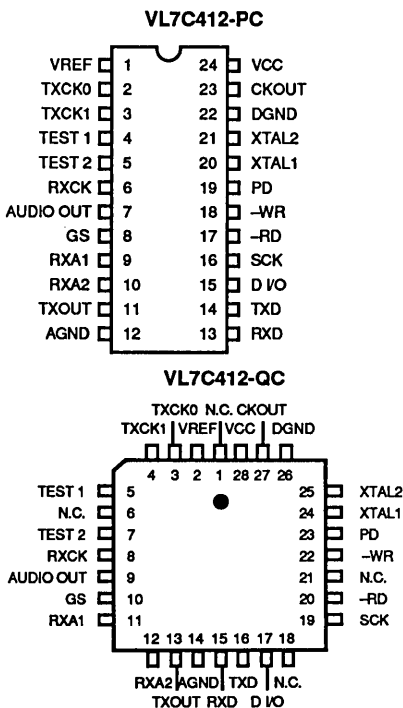 VL7C412-PC
VREF 1 24 VCC
TXCK0 2 23 CKOUT
TXCK1 3 22 DGND
TEST 1 4 21 XTAL2
TEST 2 5 20 XTAL1
RXCK 6 19 PD
AUDIO OUT 7 18 –WR
GS 8 17 –RD
RXA1 9 16 SCK
RXA2 10 15 D I/O
TXOUT 11 14 TXD
AGND 12 13 RXD
VL7C412-QC
TXCK0 N.C. CKOUT
TXCK1 VREF VCC DGND
4 3 2 1 28 27 26
TEST 1 5 25 XTAL2
N.C. 6 24 XTAL1
TEST 2 7 23 PD
RXCK 8 22 –WR
AUDIO OUT 9 21 N.C.
GS 10 20 –RD
RXA1 11 19 SCK
12 13 14 15 16 17 18
RXA2 AGND TXD N.C.
TXOUT RXD D I/O